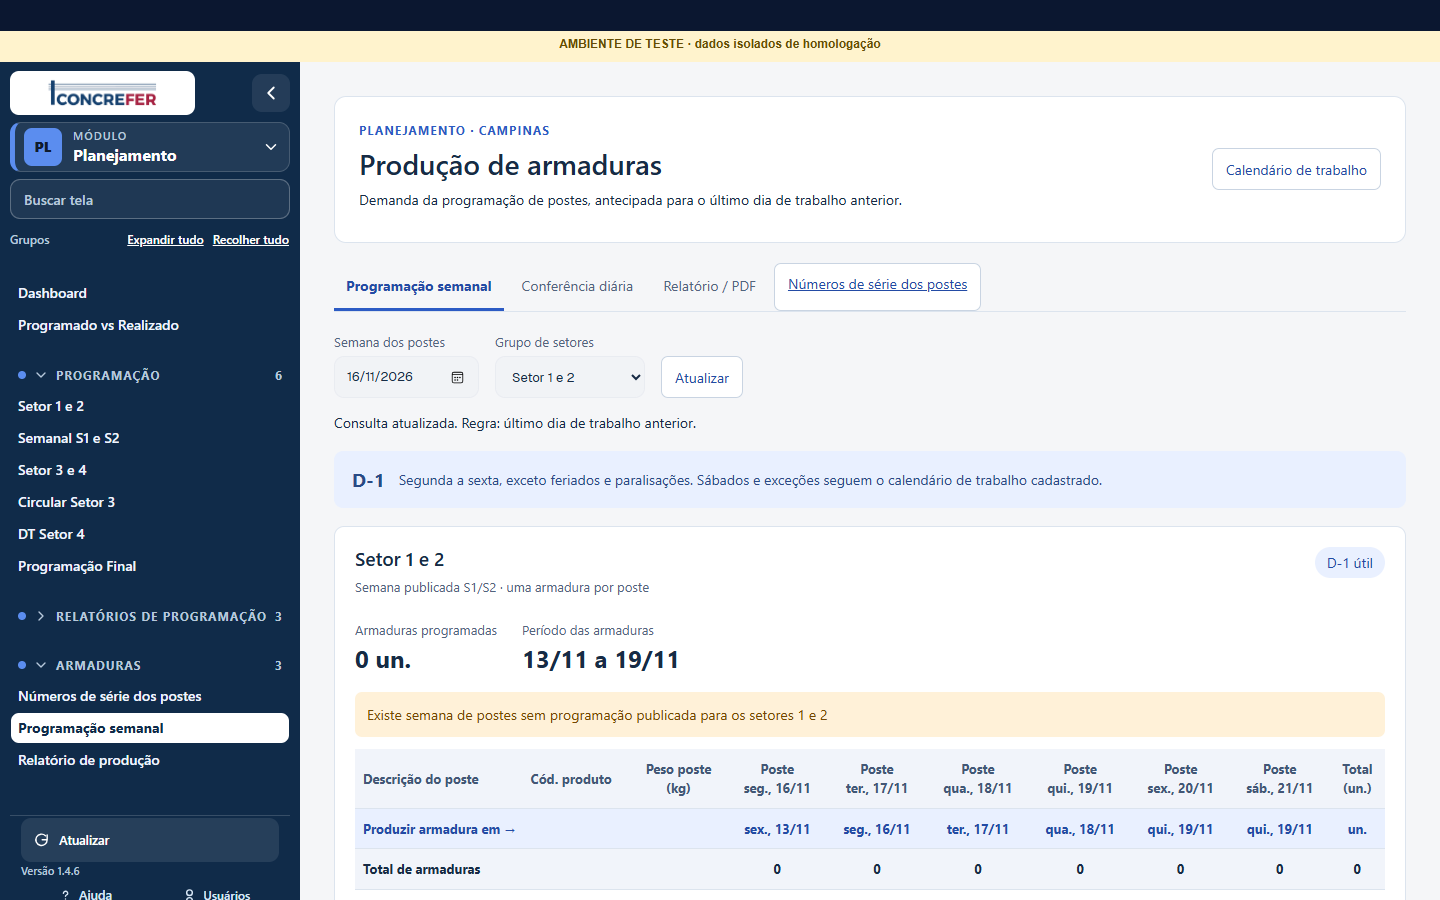 AMBIENTE DE TESTE · dados isolados de homologação
CONCREFER
PL
MÓDULO
Planejamento
Buscar tela
Grupos
Expandir tudo
Recolher tudo
Dashboard
Programado vs Realizado
PROGRAMAÇÃO 6
Setor 1 e 2
Semanal S1 e S2
Setor 3 e 4
Circular Setor 3
DT Setor 4
Programação Final
RELATÓRIOS DE PROGRAMAÇÃO 3
ARMADURAS 3
Números de série dos postes
Programação semanal
Relatório de produção
Atualizar
Versão 1.4.6
? Ajuda
Usuários
PLANEJAMENTO · CAMPINAS
Produção de armaduras
Demanda da programação de postes, antecipada para o último dia de trabalho anterior.
Calendário de trabalho
Programação semanal
Conferência diária
Relatório / PDF
Números de série dos postes
Semana dos postes
Grupo de setores
16/11/2026
Setor 1 e 2
Atualizar
Consulta atualizada. Regra: último dia de trabalho anterior.
D-1 Segunda a sexta, exceto feriados e paralisações. Sábados e exceções seguem o calendário de trabalho cadastrado.
Setor 1 e 2
D-1 útil
Semana publicada S1/S2 · uma armadura por poste
Armaduras programadas
Período das armaduras
0 un.
13/11 a 19/11
Existe semana de postes sem programação publicada para os setores 1 e 2
Descrição do poste Cód. produto Peso poste (kg) Poste seg., 16/11 Poste ter., 17/11 Poste qua., 18/11 Poste qui., 19/11 Poste sex., 20/11 Poste sáb., 21/11 Total (un.)
Produzir armadura em → sex., 13/11 seg., 16/11 ter., 17/11 qua., 18/11 qui., 19/11 qui., 19/11 un.
Total de armaduras 0 0 0 0 0 0 0